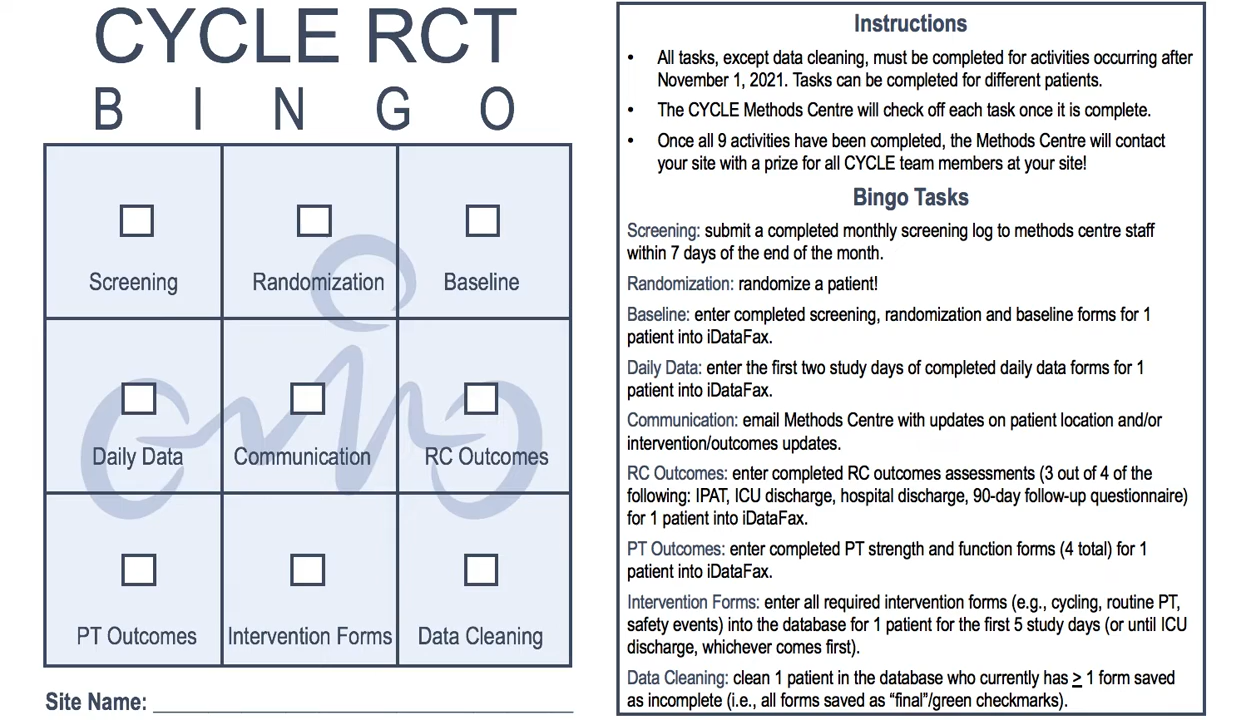 CYCLE RCT
B I N G O
Screening
Randomization
Baseline
Daily Data
Communication
RC Outcomes
PT Outcomes
Intervention Forms
Data Cleaning
Site Name:
Instructions
• All tasks, except data cleaning, must be completed for activities occurring after
November 1, 2021. Tasks can be completed for different patients.
• The CYCLE Methods Centre will check off each task once it is complete.
• Once all 9 activities have been completed, the Methods Centre will contact
your site with a prize for all CYCLE team members at your site!
Bingo Tasks
Screening: submit a completed monthly screening log to methods centre staff
within 7 days of the end of the month.
Randomization: randomize a patient!
Baseline: enter completed screening, randomization and baseline forms for 1
patient into iDataFax.
Daily Data: enter the first two study days of completed daily data forms for 1
patient into iDataFax.
Communication: email Methods Centre with updates on patient location and/or
intervention/outcomes updates.
RC Outcomes: enter completed RC outcomes assessments (3 out of 4 of the
following: IPAT, ICU discharge, hospital discharge, 90-day follow-up questionnaire)
for 1 patient into iDataFax.
PT Outcomes: enter completed PT strength and function forms (4 total) for 1
patient into iDataFax.
Intervention Forms: enter all required intervention forms (e.g., cycling, routine PT,
safety events) into the database for 1 patient for the first 5 study days (or until ICU
discharge, whichever comes first).
Data Cleaning: clean 1 patient in the database who currently has ≥ 1 form saved
as incomplete (i.e., all forms saved as “final”/green checkmarks).